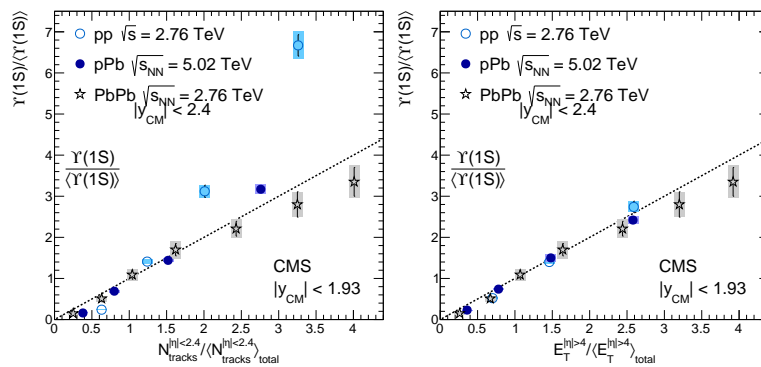 ϒ(1S)/⟨ϒ(1S)⟩
7
6
5
4
3
2
1
0
pp √s = 2.76 TeV
pPb √s_NN = 5.02 TeV
PbPb √s_NN = 2.76 TeV
|y_CM| < 2.4
ϒ(1S)
⟨ϒ(1S)⟩
CMS
|y_CM| < 1.93
0 0.5 1 1.5 2 2.5 3 3.5 4
N_tracks^|η|<2.4/⟨N_tracks^|η|<2.4⟩_total
ϒ(1S)/⟨ϒ(1S)⟩
7
6
5
4
3
2
1
0
pp √s = 2.76 TeV
pPb √s_NN = 5.02 TeV
PbPb √s_NN = 2.76 TeV
|y_CM| < 2.4
ϒ(1S)
⟨ϒ(1S)⟩
CMS
|y_CM| < 1.93
0 0.5 1 1.5 2 2.5 3 3.5 4
E_T^|η|>4/⟨E_T^|η|>4⟩_total